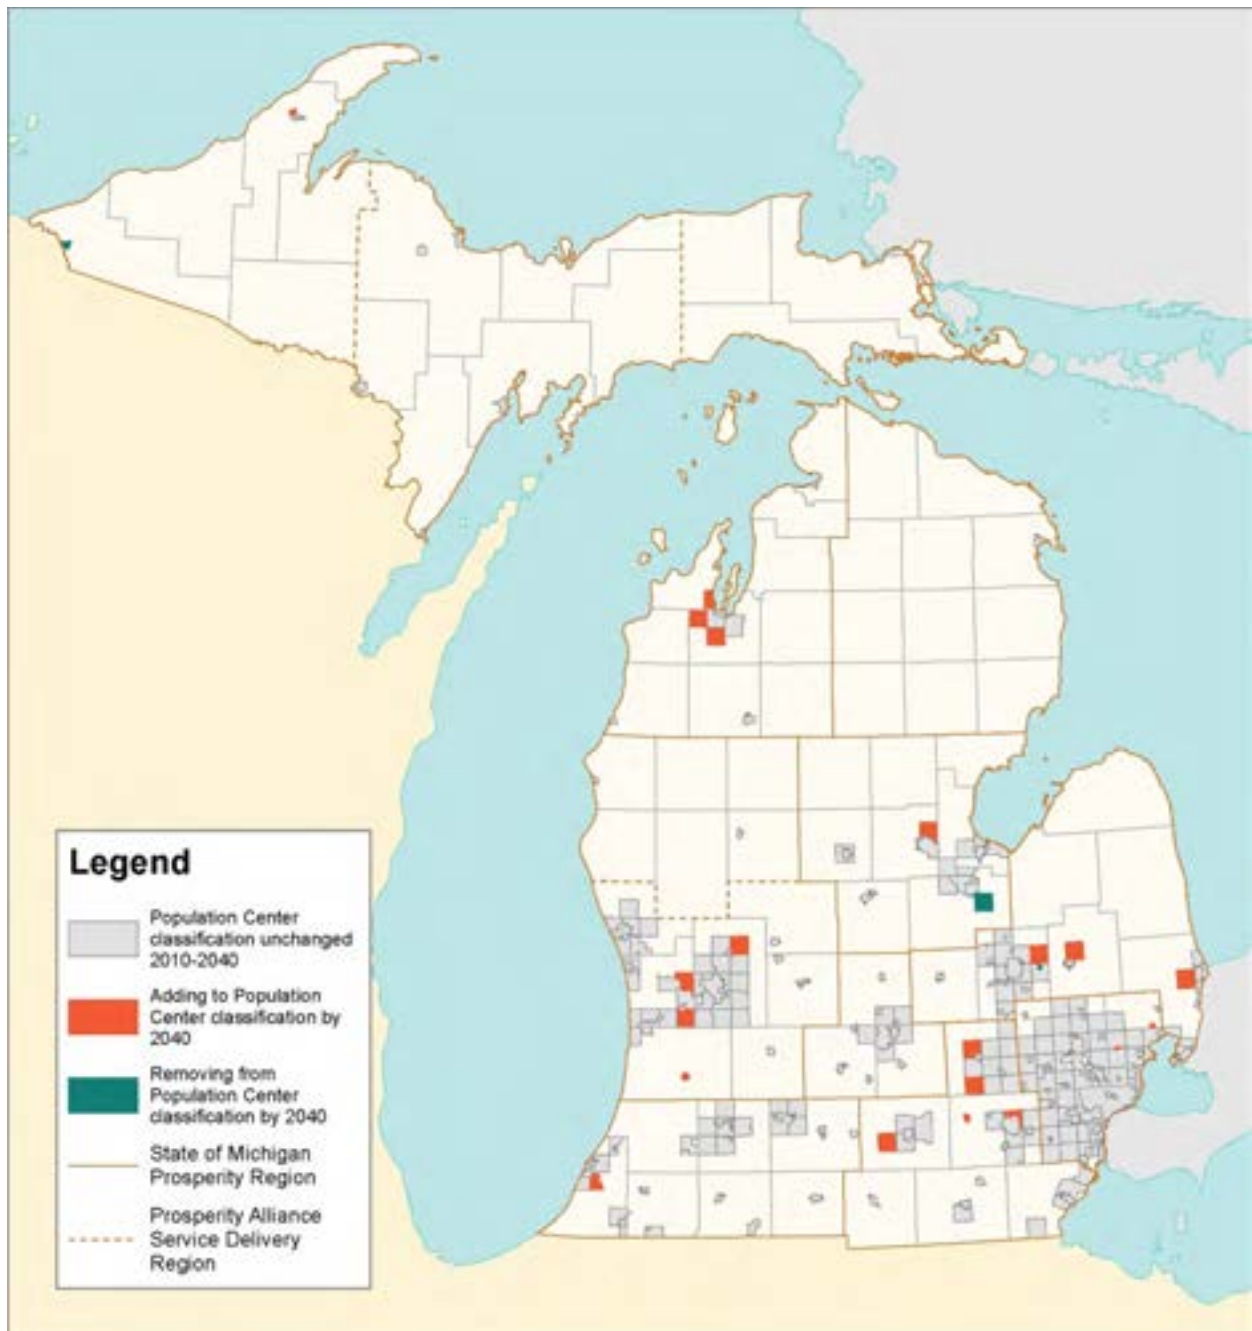 Legend
Population Center
classification unchanged
2010-2040
Adding to Population
Center classification by
2040
Removing from
Population Center
classification by 2040
State of Michigan
Prosperity Region
Prosperity Alliance
Service Delivery
Region